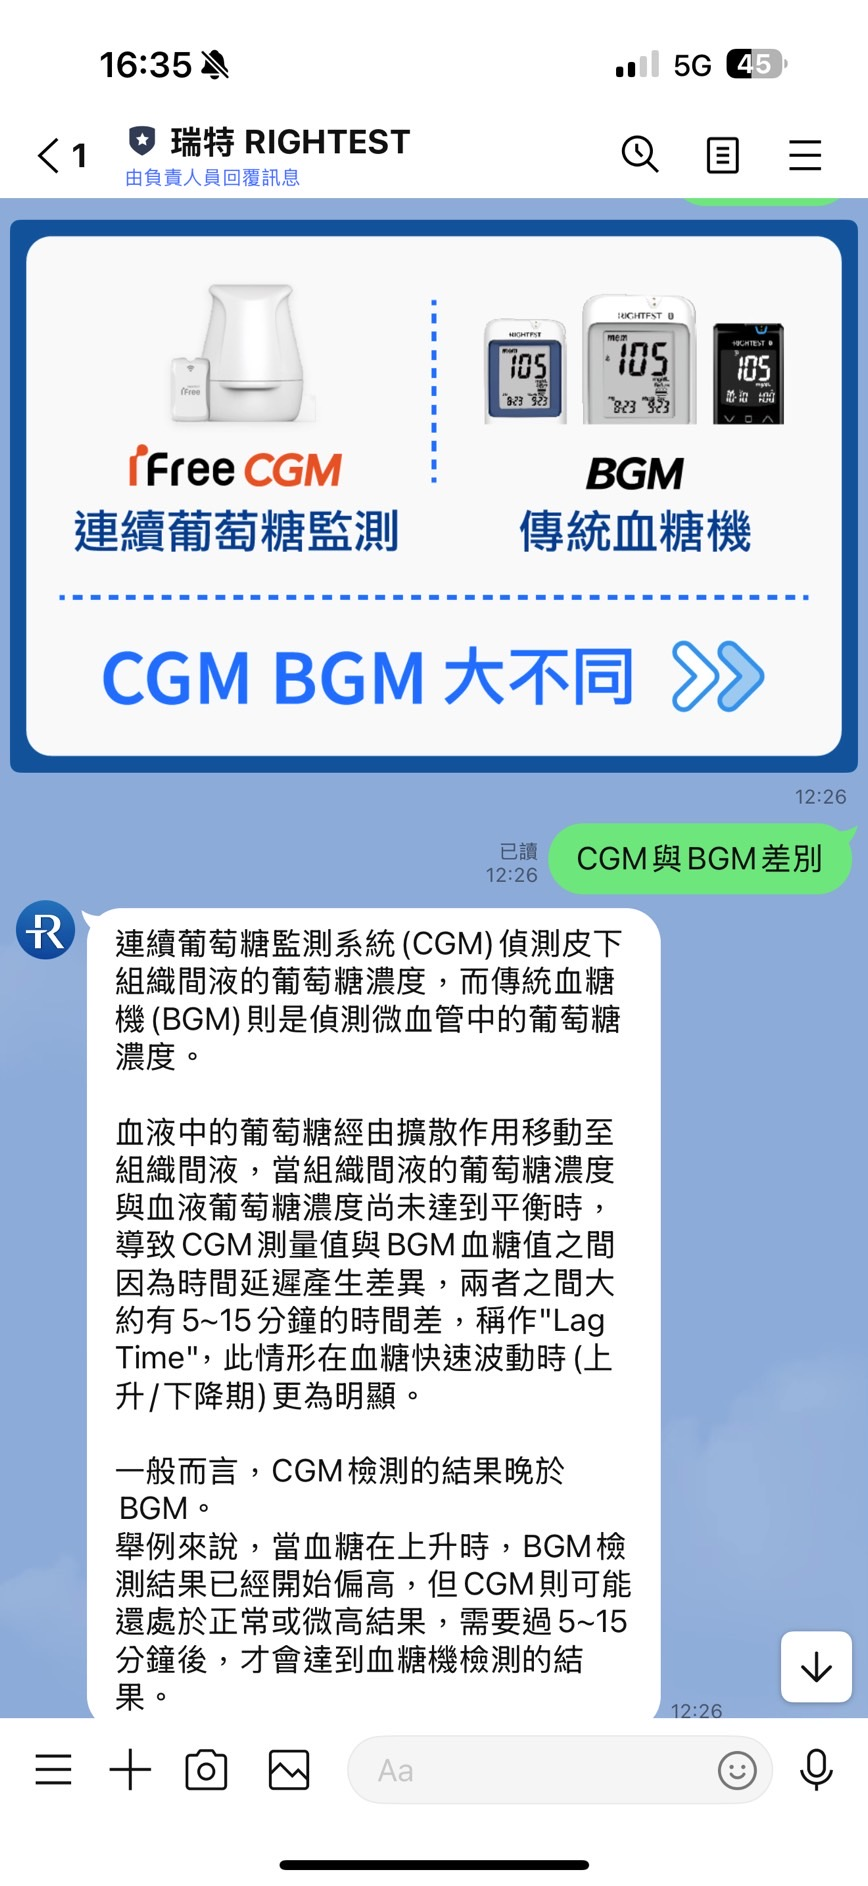 16:35
5G 45
1
瑞特 RIGHTEST
由負責人員回覆訊息
iFree
RIGHTEST
mem
105
8-23 9:23
RIGHTEST
mem
105
8-23 9:23
RIGHTEST
105
iFree CGM
BGM
連續葡萄糖監測
傳統血糖機
CGM BGM 大不同
12:26
已讀
12:26
CGM與BGM差別
連續葡萄糖監測系統(CGM)偵測皮下
組織間液的葡萄糖濃度，而傳統血糖
機(BGM)則是偵測微血管中的葡萄糖
濃度。
血液中的葡萄糖經由擴散作用移動至
組織間液，當組織間液的葡萄糖濃度
與血液葡萄糖濃度尚未達到平衡時，
導致CGM測量值與BGM血糖值之間
因為時間延遲產生差異，兩者之間大
約有5~15分鐘的時間差，稱作"Lag
Time"，此情形在血糖快速波動時(上
升/下降期)更為明顯。
一般而言，CGM檢測的結果晚於
BGM。
舉例來說，當血糖在上升時，BGM檢
測結果已經開始偏高，但CGM則可能
還處於正常或微高結果，需要過5~15
分鐘後，才會達到血糖機檢測的結
果。
12:26
Aa